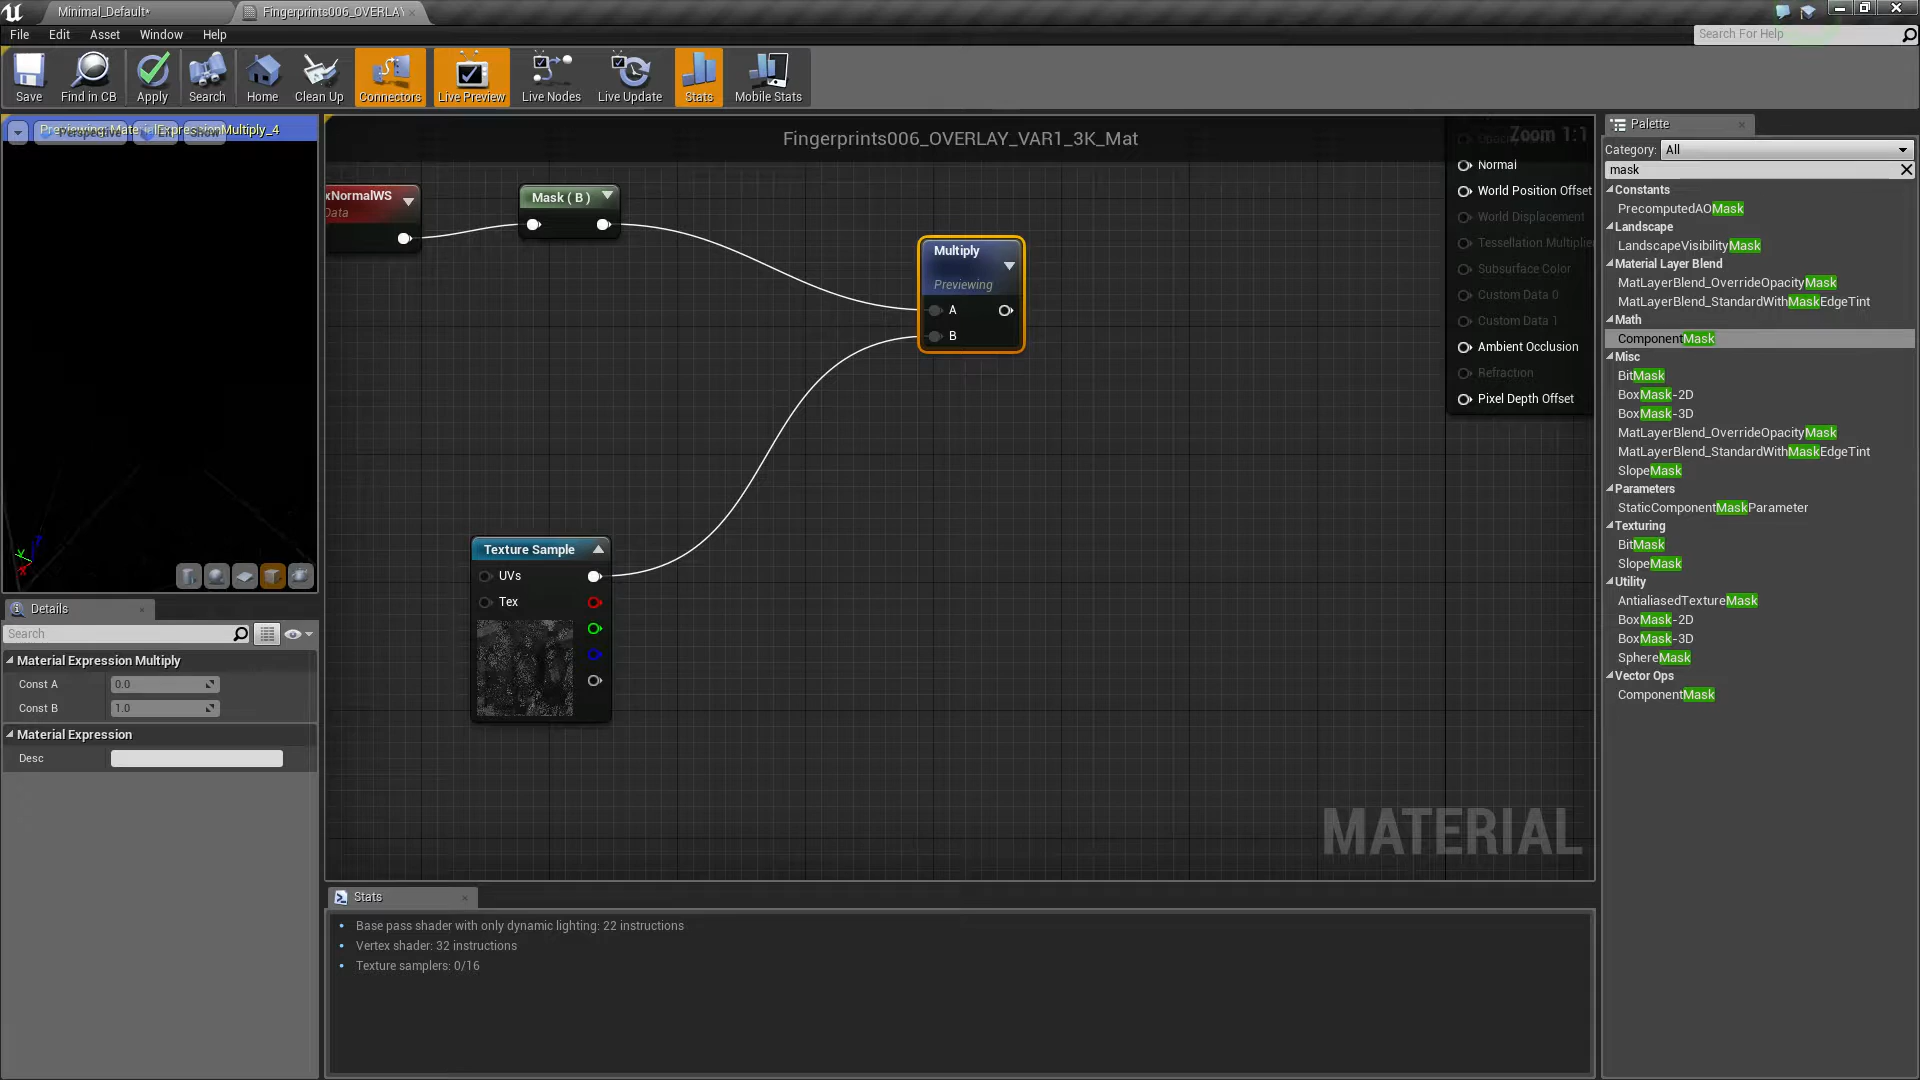 Minimal_Default*
Fingerprints006_OVERLAY
File
Edit
Asset
Window
Help
Search For Help
Save
Find in CB
Apply
Search
Home
Clean Up
Connectors
Live Preview
Live Nodes
Live Update
Stats
Mobile Stats
Previewing: MaterialExpressionMultiply_4
Perspective
Show
Fingerprints006_OVERLAY_VAR1_3K_Mat
Zoom 1:1
Palette
Category:
All
mask
Constants
PrecomputedAOMask
Landscape
LandscapeVisibilityMask
Material Layer Blend
MatLayerBlend_OverrideOpacityMask
MatLayerBlend_StandardWithMaskEdgeTint
Math
ComponentMask
Misc
BitMask
BoxMask-2D
BoxMask-3D
MatLayerBlend_OverrideOpacityMask
MatLayerBlend_StandardWithMaskEdgeTint
SlopeMask
Parameters
StaticComponentMaskParameter
Texturing
BitMask
SlopeMask
Utility
AntialiasedTextureMask
BoxMask-2D
BoxMask-3D
SphereMask
Vector Ops
ComponentMask
xNormalWS
Data
Mask ( B )
Multiply
Previewing
A
B
Texture Sample
UVs
Tex
Normal
World Position Offset
World Displacement
Tessellation Multiplier
Subsurface Color
Custom Data 0
Custom Data 1
Ambient Occlusion
Refraction
Pixel Depth Offset
MATERIAL
Y
X
Details
Search
Material Expression Multiply
Const A
0.0
Const B
1.0
Material Expression
Desc
Stats
Base pass shader with only dynamic lighting: 22 instructions
Vertex shader: 32 instructions
Texture samplers: 0/16